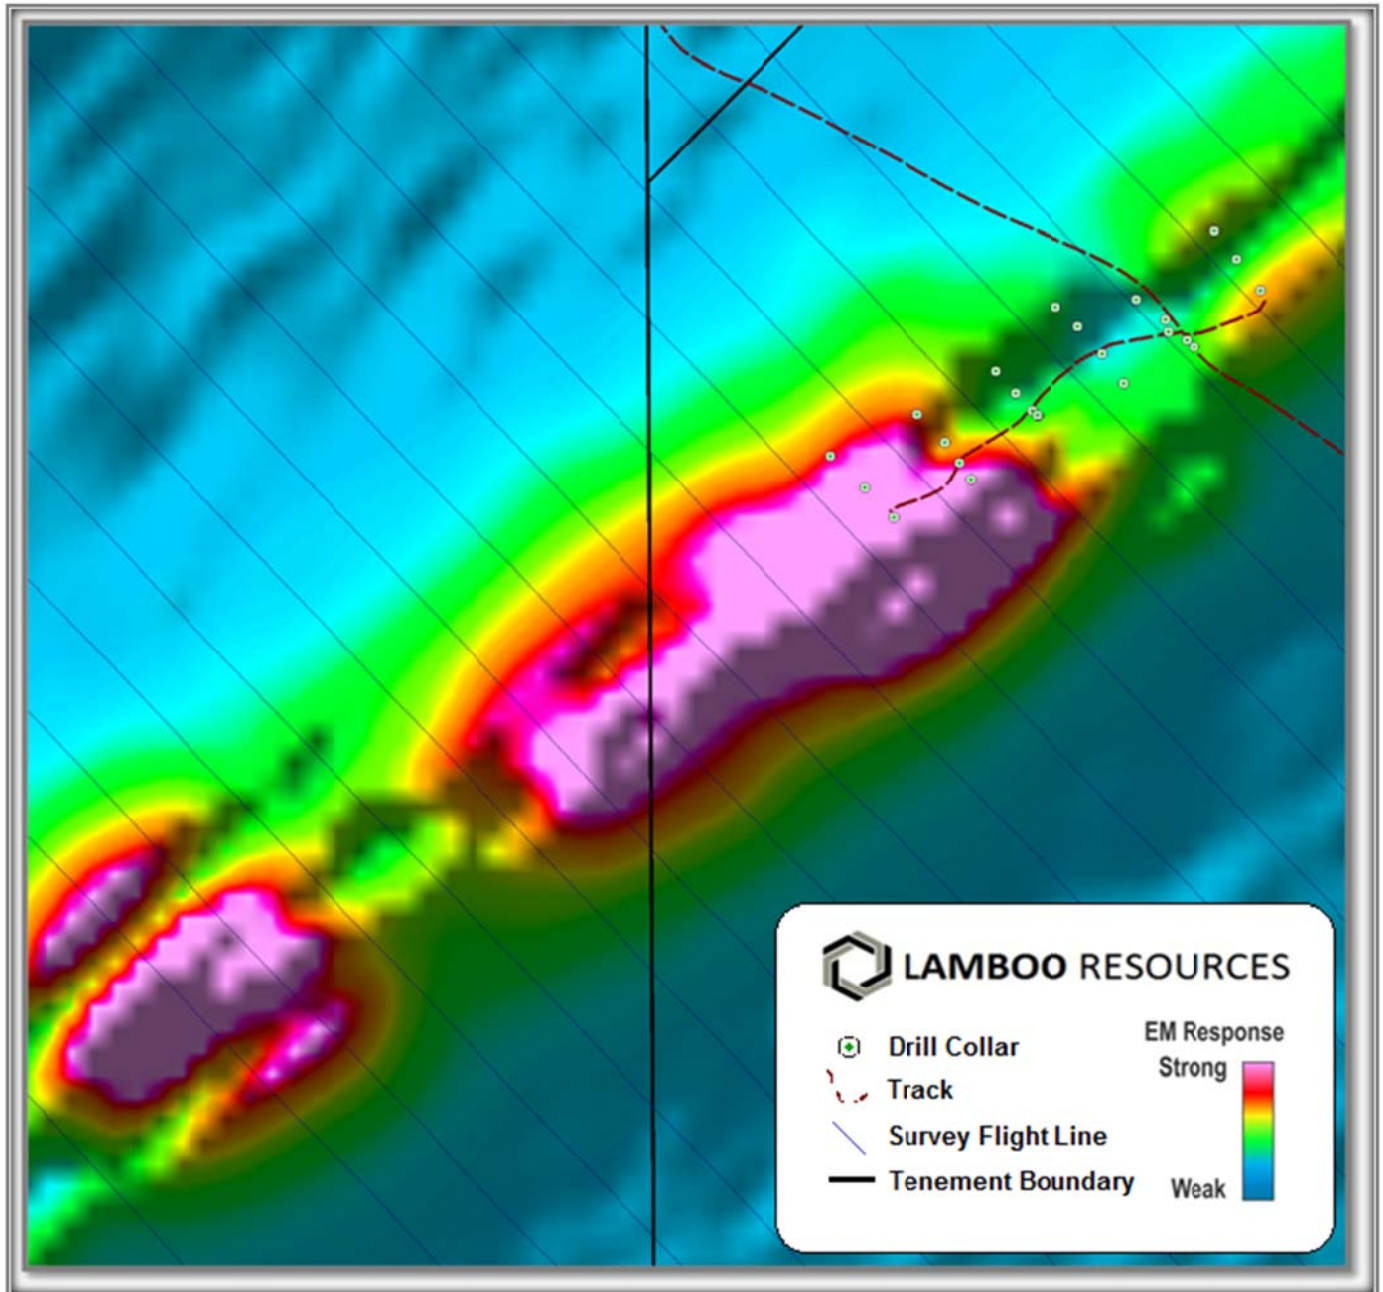 LAMBOO RESOURCES
Drill Collar
Track
Survey Flight Line
Tenement Boundary
EM Response
Strong
Weak